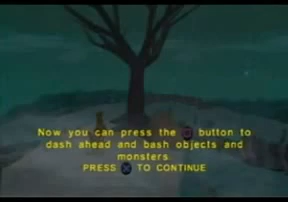 Now you can press the button to
dash ahead and bash objects and
monsters.
PRESS TO CONTINUE